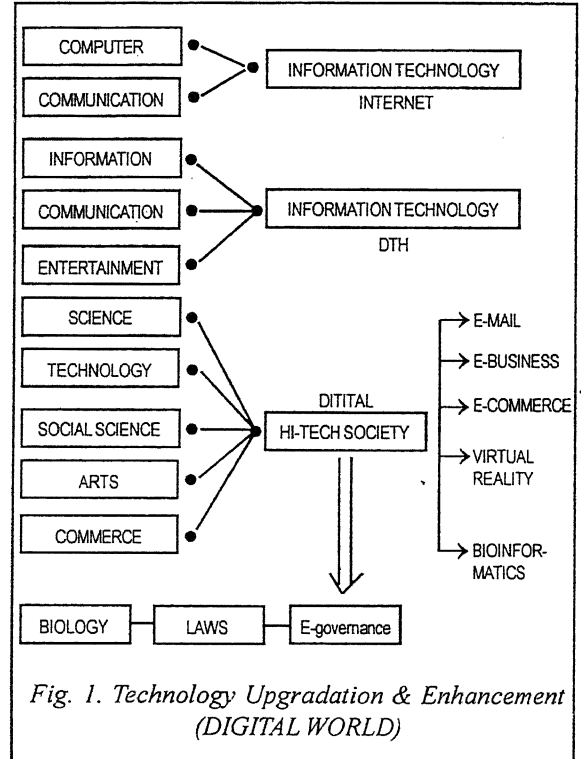 COMPUTER
COMMUNICATION
INFORMATION TECHNOLOGY
INTERNET
INFORMATION
COMMUNICATION
ENTERTAINMENT
INFORMATION TECHNOLOGY
DTH
SCIENCE
TECHNOLOGY
SOCIAL SCIENCE
ARTS
COMMERCE
DITITAL
HI-TECH SOCIETY
E-MAIL
E-BUSINESS
E-COMMERCE
VIRTUAL
REALITY
BIOINFOR-
MATICS
BIOLOGY
LAWS
E-governance
Fig. 1. Technology Upgradation & Enhancement
(DIGITAL WORLD)